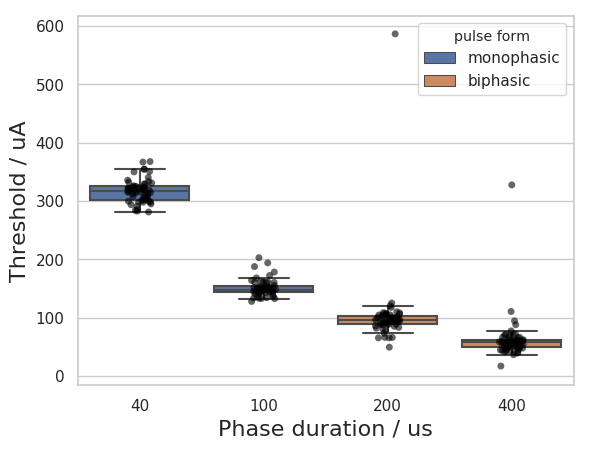 600
500
400
300
200
100
0
Threshold / uA
pulse form
monophasic
biphasic
40
100
200
400
Phase duration / us